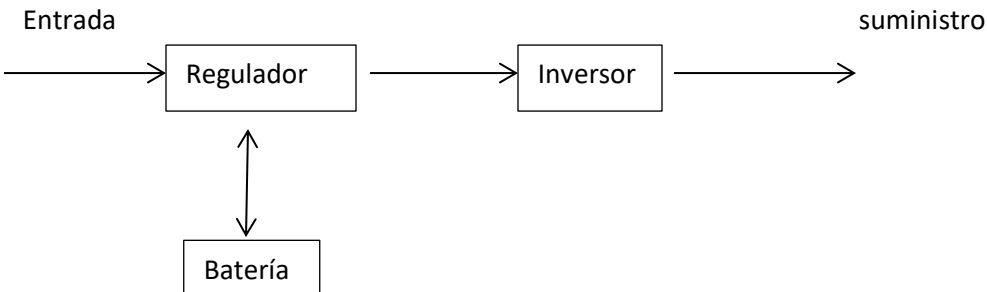 Entrada
suministro
Regulador
Inversor
Batería